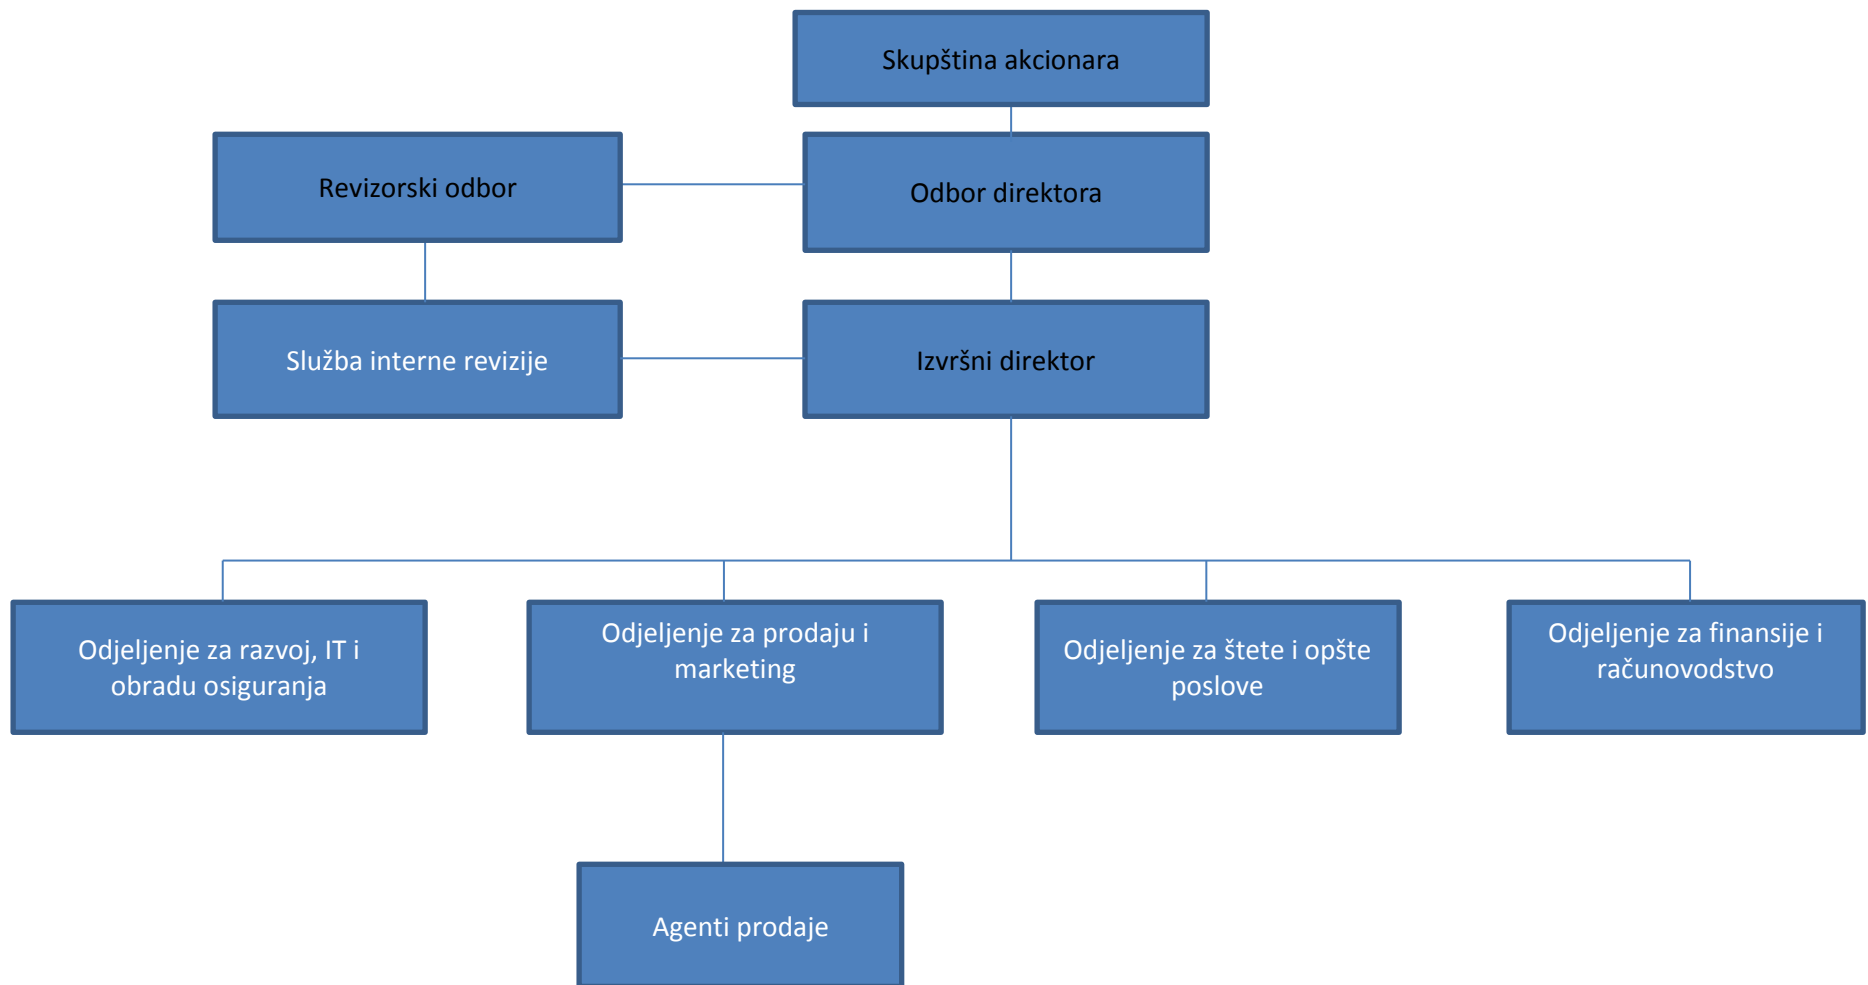 Skupština akcionara
Revizorski odbor
Odbor direktora
Služba interne revizije
Izvršni direktor
Odjeljenje za razvoj, IT i
obradu osiguranja
Odjeljenje za prodaju i
marketing
Odjeljenje za štete i opšte
poslove
Odjeljenje za finansije i
računovodstvo
Agenti prodaje